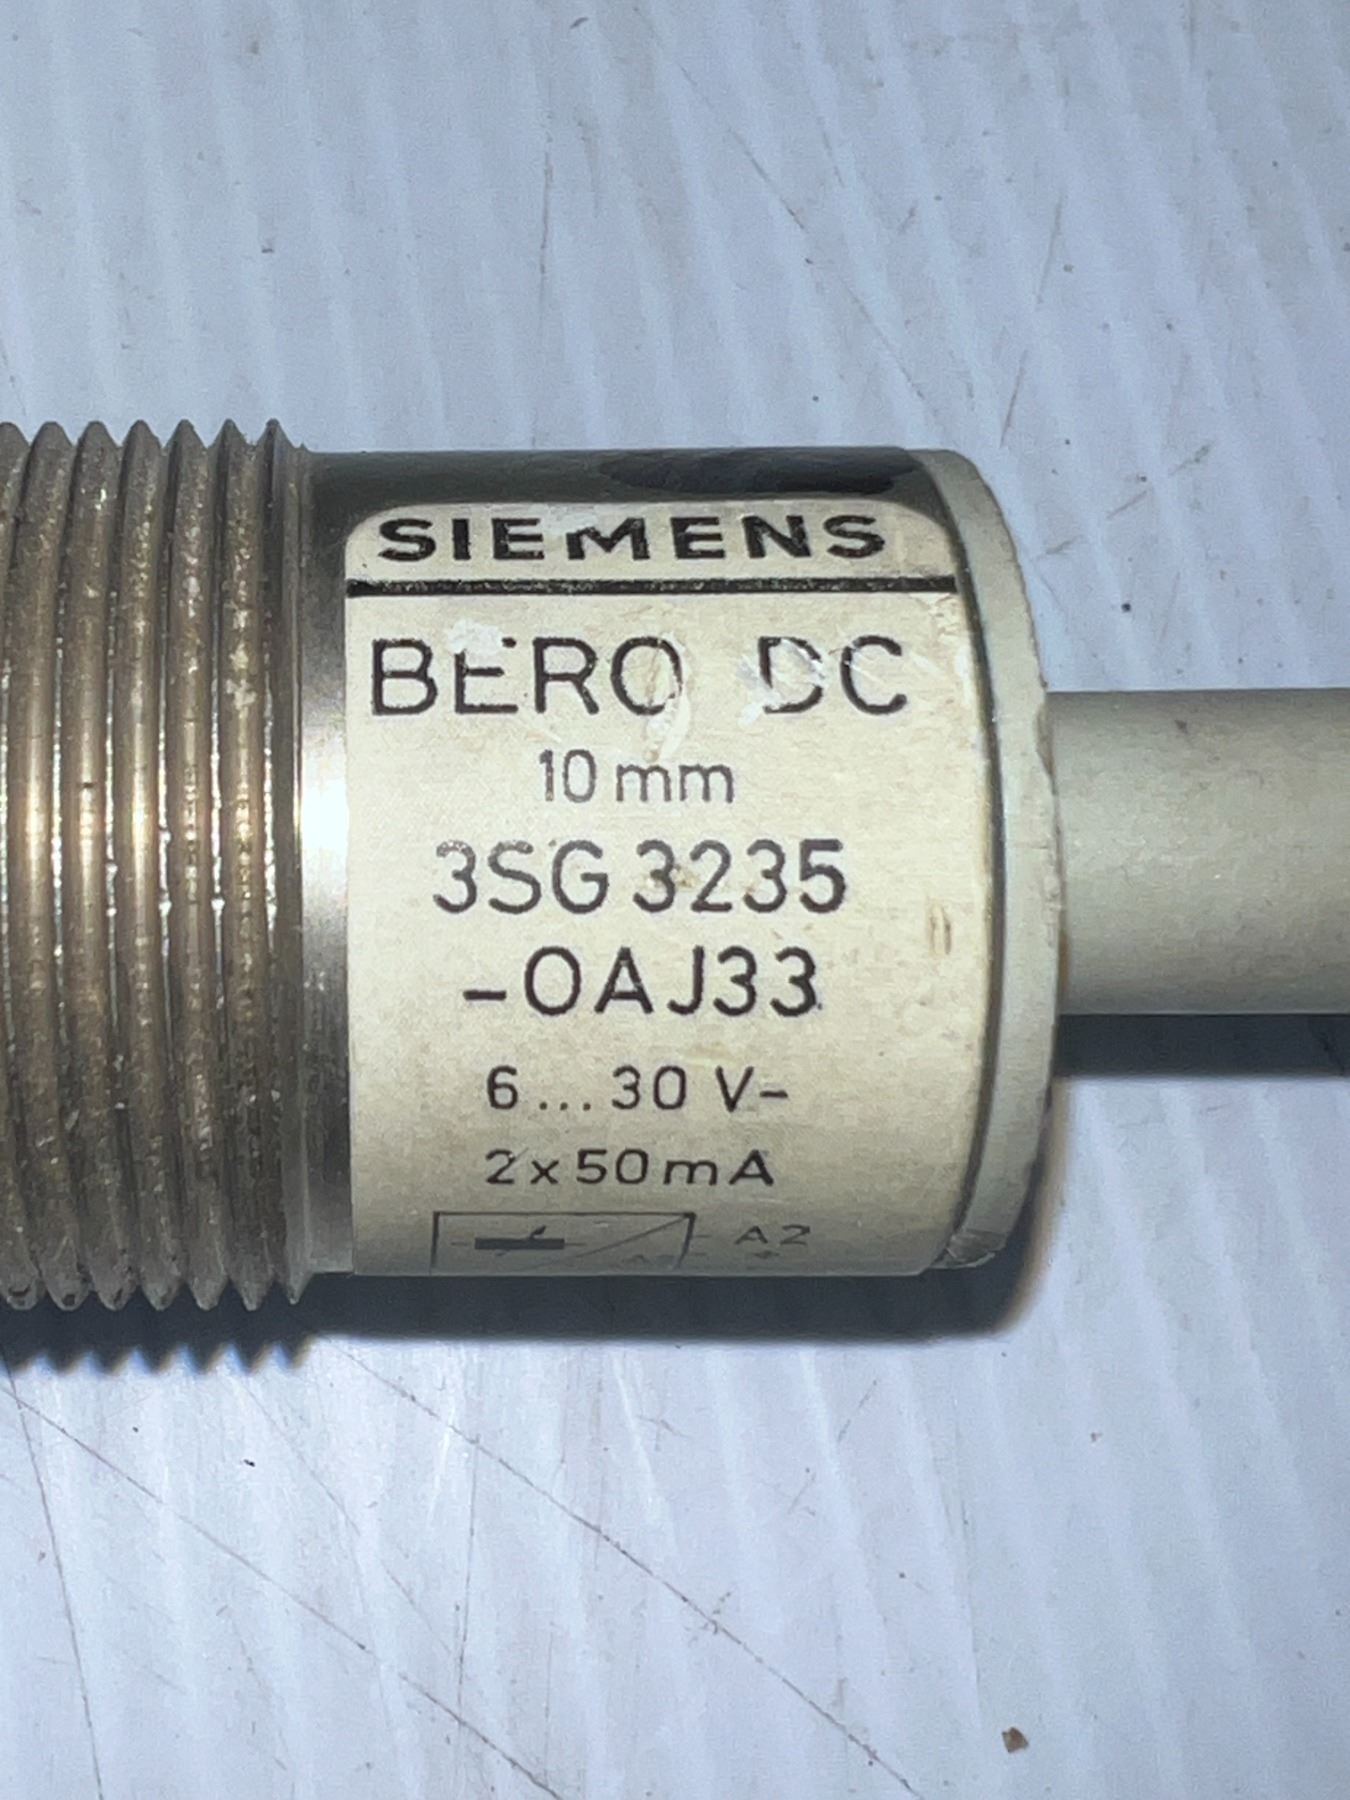 SIEMENS
BERO DC
10 mm
3SG 3235
-0AJ33
6...30 V-
2x50mA
A2